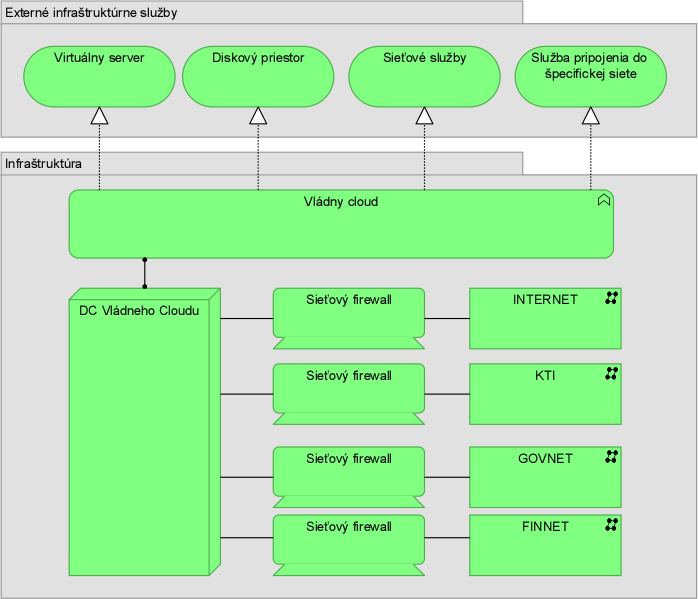 Externé infraštruktúrne služby
Virtuálny server
Diskový priestor
Sieťové služby
Služba pripojenia do
špecifickej siete
Infraštruktúra
Vládny cloud
DC Vládneho Cloudu
Sieťový firewall
INTERNET
Sieťový firewall
KTI
Sieťový firewall
GOVNET
Sieťový firewall
FINNET